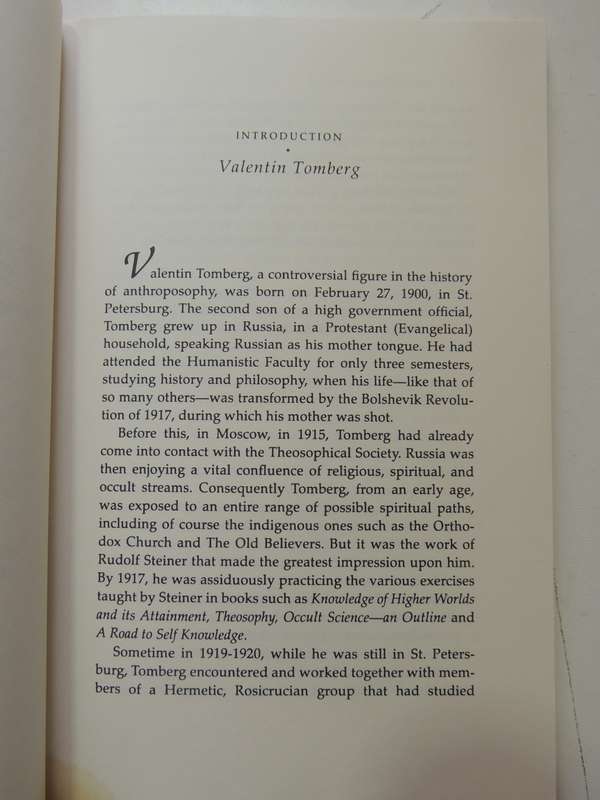 INTRODUCTION
Valentin Tomberg
Valentin Tomberg, a controversial figure in the history
of anthroposophy, was born on February 27, 1900, in St.
Petersburg. The second son of a high government official,
Tomberg grew up in Russia, in a Protestant (Evangelical)
household, speaking Russian as his mother tongue. He had
attended the Humanistic Faculty for only three semesters,
studying history and philosophy, when his life—like that of
so many others—was transformed by the Bolshevik Revolu-
tion of 1917, during which his mother was shot.
Before this, in Moscow, in 1915, Tomberg had already
come into contact with the Theosophical Society. Russia was
then enjoying a vital confluence of religious, spiritual, and
occult streams. Consequently Tomberg, from an early age,
was exposed to an entire range of possible spiritual paths,
including of course the indigenous ones such as the Ortho-
dox Church and The Old Believers. But it was the work of
Rudolf Steiner that made the greatest impression upon him.
By 1917, he was assiduously practicing the various exercises
taught by Steiner in books such as Knowledge of Higher Worlds
and its Attainment, Theosophy, Occult Science—an Outline and
A Road to Self Knowledge.
Sometime in 1919-1920, while he was still in St. Peters-
burg, Tomberg encountered and worked together with mem-
bers of a Hermetic, Rosicrucian group that had studied